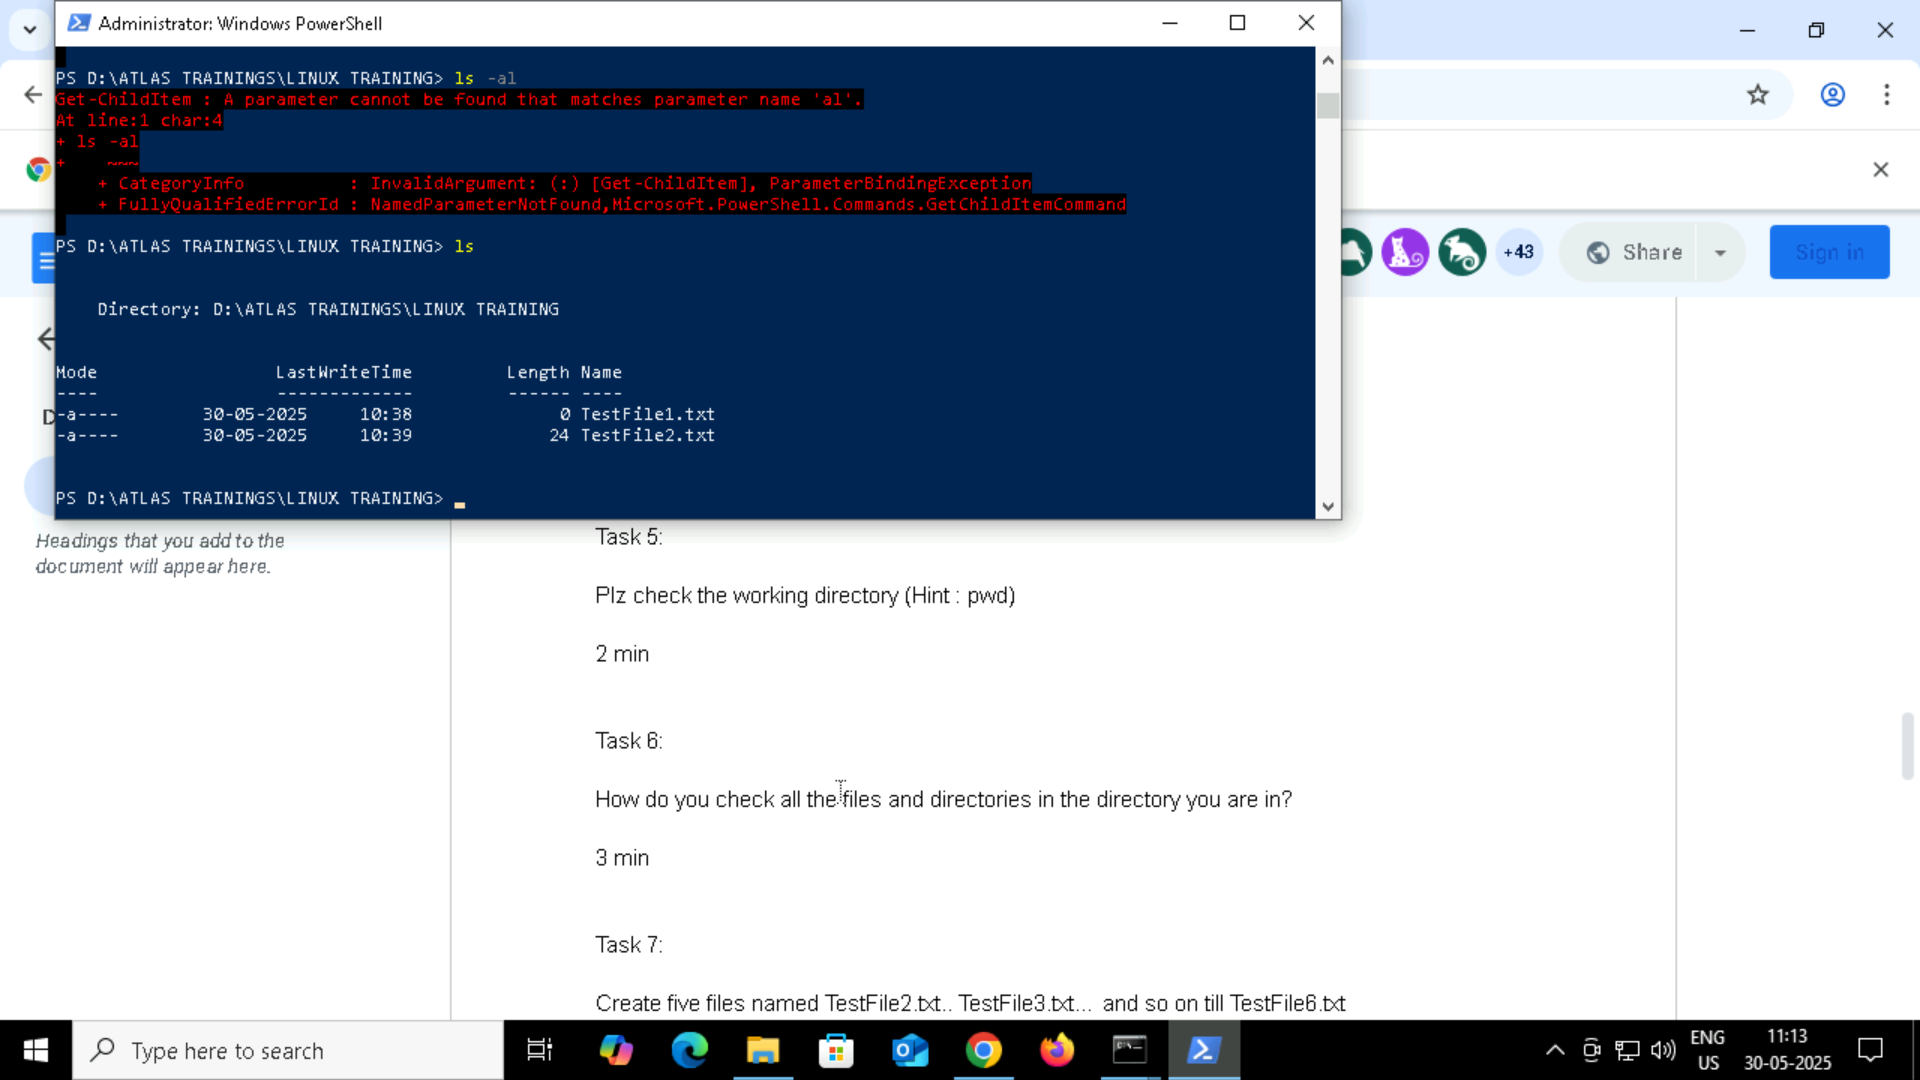 Administrator: Windows PowerShell
PS D:\ATLAS TRAININGS\LINUX TRAINING> ls -al
Get-ChildItem : A parameter cannot be found that matches parameter name 'al'.
At line:1 char:4
+ ls -al
+    ~~~
    + CategoryInfo          : InvalidArgument: (:) [Get-ChildItem], ParameterBindingException
    + FullyQualifiedErrorId : NamedParameterNotFound,Microsoft.PowerShell.Commands.GetChildItemCommand
PS D:\ATLAS TRAININGS\LINUX TRAINING> ls
    Directory: D:\ATLAS TRAININGS\LINUX TRAINING
Mode                 LastWriteTime         Length Name
----                 -------------         ------ ----
-a----        30-05-2025     10:38              0 TestFile1.txt
-a----        30-05-2025     10:39             24 TestFile2.txt
PS D:\ATLAS TRAININGS\LINUX TRAINING>
+43
Share
Sign in
D
Headings that you add to the
document will appear here.
Task 5:
Plz check the working directory (Hint : pwd)
2 min
Task 6:
How do you check all the files and directories in the directory you are in?
3 min
Task 7:
Create five files named TestFile2.txt.. TestFile3.txt... and so on till TestFile6.txt
Type here to search
ENG
US
11:13
30-05-2025